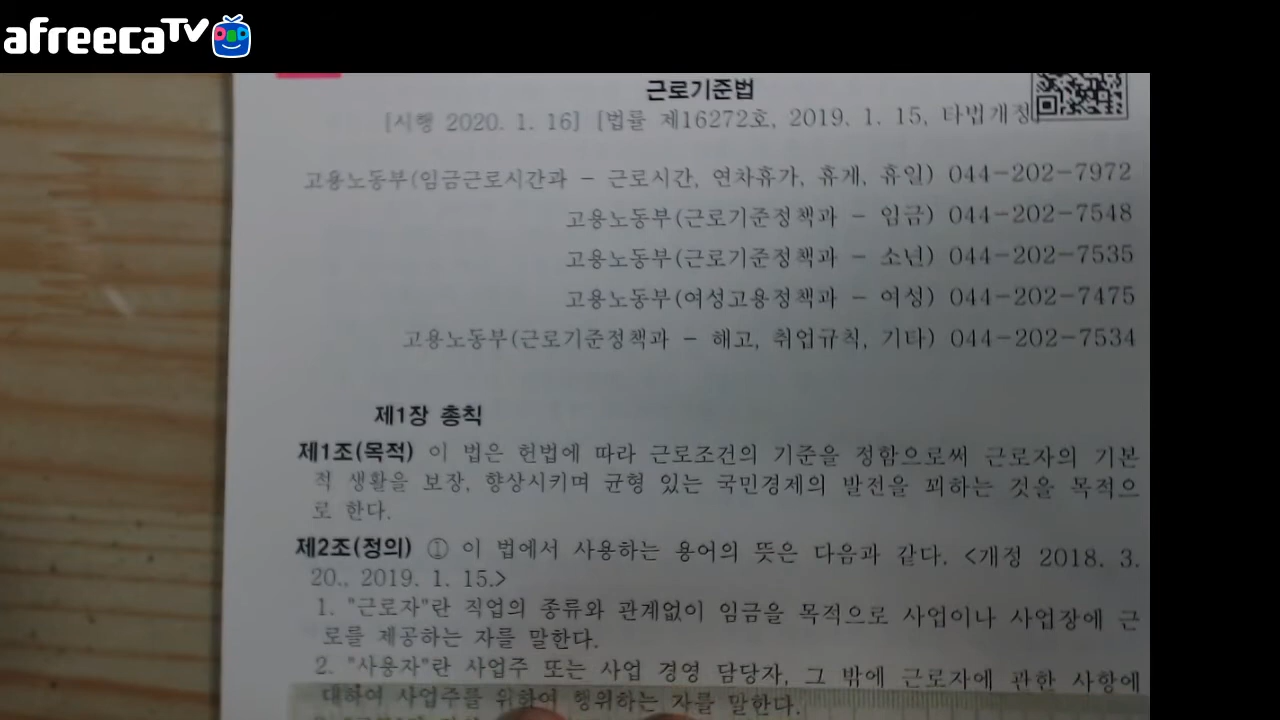 afreecaTV
근로기준법
[시행 2020. 1. 16] [법률 제16272호, 2019. 1. 15, 타법개정]
고용노동부(임금근로시간과 - 근로시간, 연차휴가, 휴게, 휴일) 044-202-7972
고용노동부(근로기준정책과 - 임금) 044-202-7548
고용노동부(근로기준정책과 - 소년) 044-202-7535
고용노동부(여성고용정책과 - 여성) 044-202-7475
고용노동부(근로기준정책과 - 해고, 취업규칙, 기타) 044-202-7534
제1장 총칙
제1조(목적) 이 법은 헌법에 따라 근로조건의 기준을 정함으로써 근로자의 기본
적 생활을 보장, 향상시키며 균형 있는 국민경제의 발전을 꾀하는 것을 목적으
로 한다.
제2조(정의) ① 이 법에서 사용하는 용어의 뜻은 다음과 같다. <개정 2018. 3.
20., 2019. 1. 15.>
1. "근로자"란 직업의 종류와 관계없이 임금을 목적으로 사업이나 사업장에 근
로를 제공하는 자를 말한다.
2. "사용자"란 사업주 또는 사업 경영 담당자, 그 밖에 근로자에 관한 사항에
대하여 사업주를 위하여 행위하는 자를 말한다.